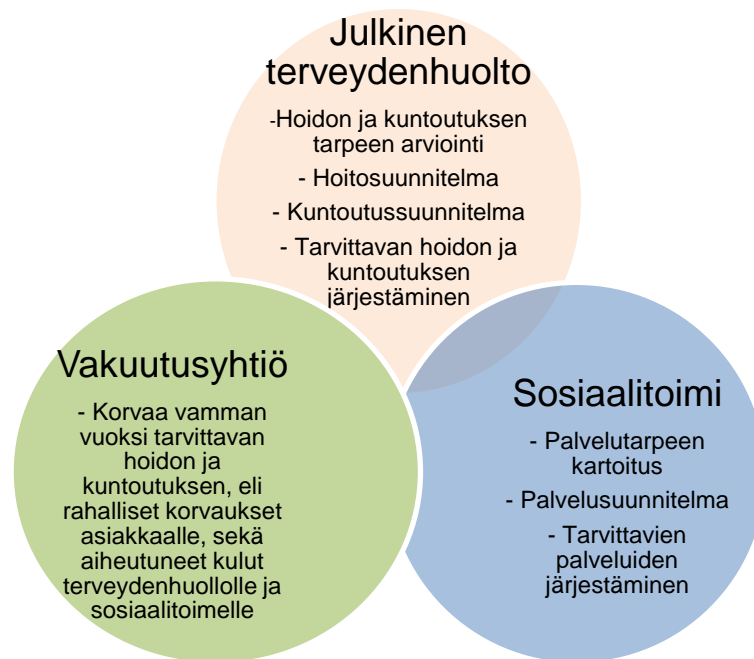 Julkinen
terveydenhuolto
-Hoidon ja kuntoutuksen
tarpeen arviointi
- Hoitosuunnitelma
- Kuntoutussuunnitelma
- Tarvittavan hoidon ja
kuntoutuksen
järjestäminen
Vakuutusyhtiö
- Korvaa vamman
vuoksi tarvittavan
hoidon ja
kuntoutuksen, eli
rahalliset korvaukset
asiakkaalle, sekä
aiheutuneet kulut
terveydenhuollolle ja
sosiaalitoimelle
Sosiaalitoimi
- Palvelutarpeen
kartoitus
- Palvelusuunnitelma
- Tarvittavien
palveluiden
järjestäminen